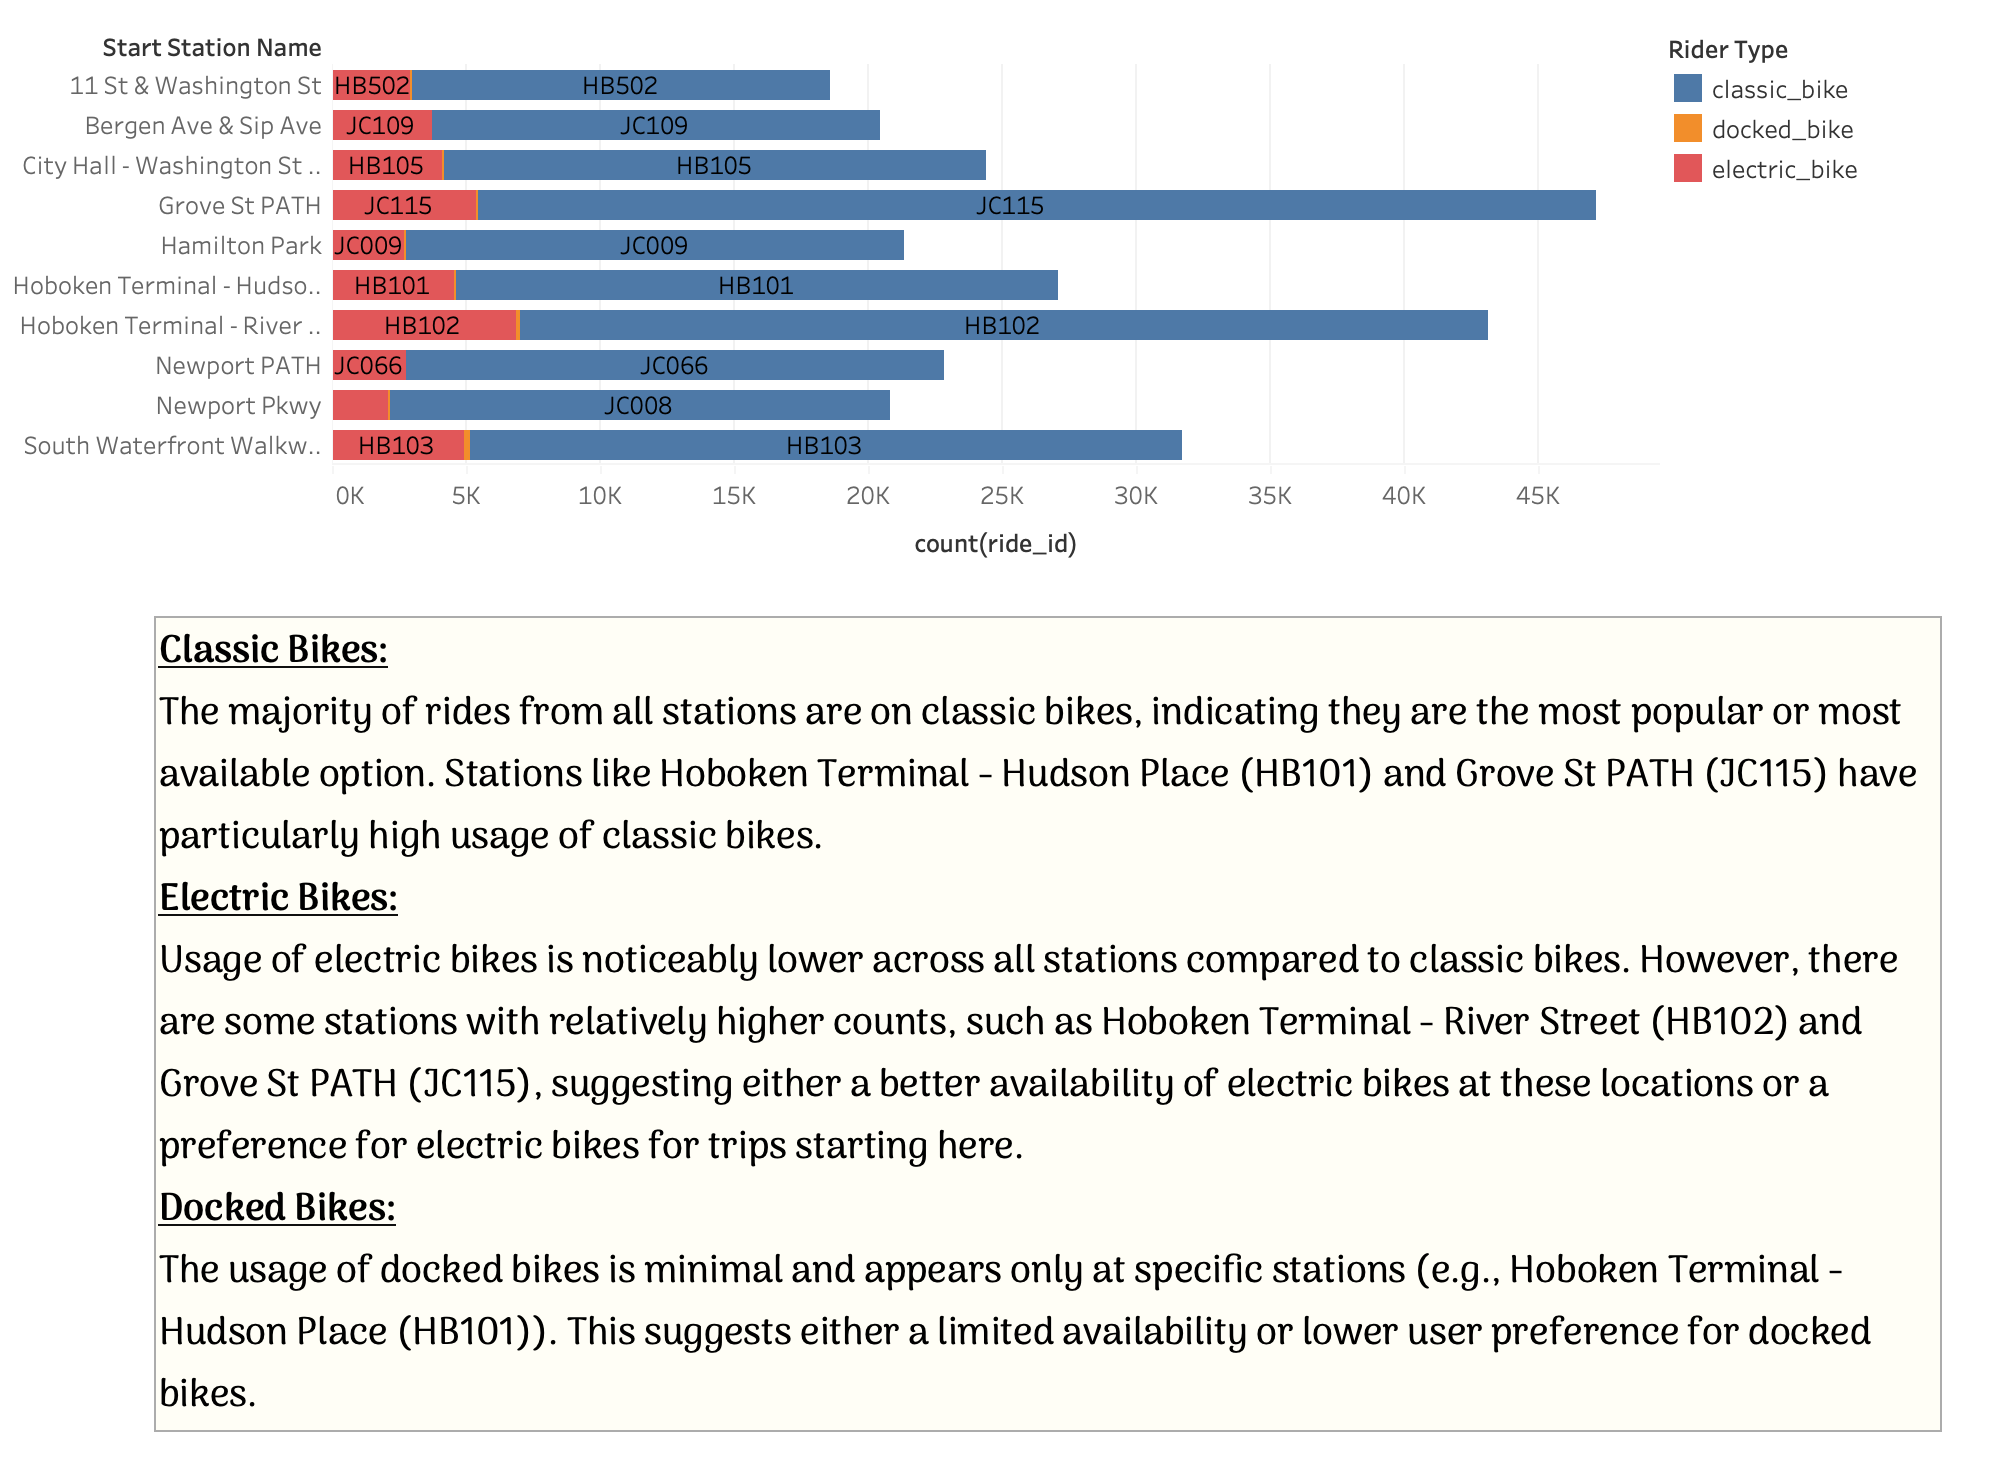 Start Station Name
Rider Type
11 St & Washington St HB502 HB502
classic_bike
Bergen Ave & Sip Ave JC109 JC109
docked_bike
City Hall - Washington St .. HB105 HB105
electric_bike
Grove St PATH JC115 JC115
Hamilton Park JC009 JC009
Hoboken Terminal - Hudso.. HB101 HB101
Hoboken Terminal - River .. HB102 HB102
Newport PATH JC066 JC066
Newport Pkwy JC008
South Waterfront Walkw.. HB103 HB103
0K 5K 10K 15K 20K 25K 30K 35K 40K 45K
count(ride_id)
Classic Bikes:
The majority of rides from all stations are on classic bikes, indicating they are the most popular or most
available option. Stations like Hoboken Terminal - Hudson Place (HB101) and Grove St PATH (JC115) have
particularly high usage of classic bikes.
Electric Bikes:
Usage of electric bikes is noticeably lower across all stations compared to classic bikes. However, there
are some stations with relatively higher counts, such as Hoboken Terminal - River Street (HB102) and
Grove St PATH (JC115), suggesting either a better availability of electric bikes at these locations or a
preference for electric bikes for trips starting here.
Docked Bikes:
The usage of docked bikes is minimal and appears only at specific stations (e.g., Hoboken Terminal -
Hudson Place (HB101)). This suggests either a limited availability or lower user preference for docked
bikes.